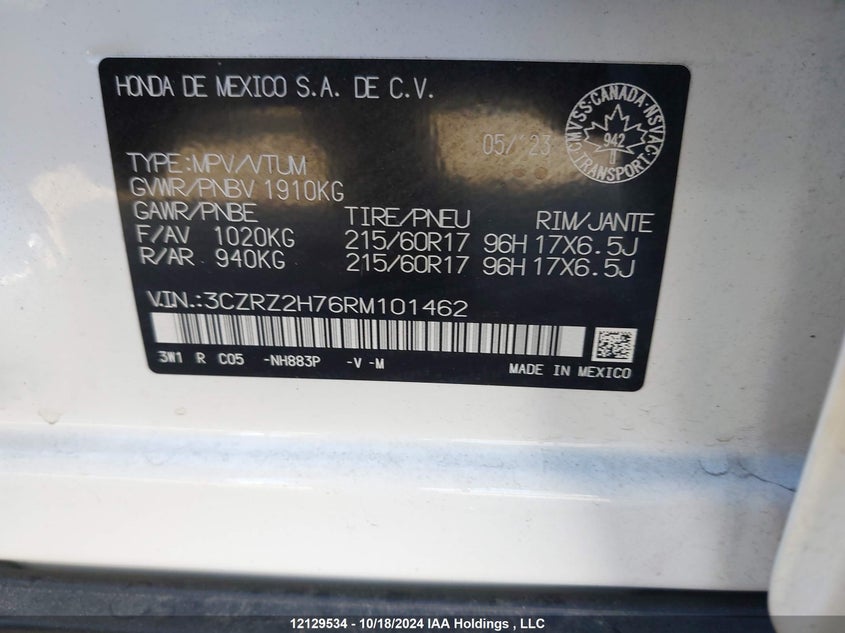 HONDA DE MEXICO S.A. DE C.V.
05/'23
CMVSS·CANADA·NSVAC
942
1
TRANSPORT
TYPE:MPV/VTUM
GVWR/PNBV 1910KG
GAWR/PNBE TIRE/PNEU RIM/JANTE
F/AV 1020KG 215/60R17 96H 17X6.5J
R/AR 940KG 215/60R17 96H 17X6.5J
V.I.N.:3CZRZ2H76RM101462
3W1 R C05 -NH883P -V -M
MADE IN MEXICO
12129534 - 10/18/2024 IAA Holdings , LLC